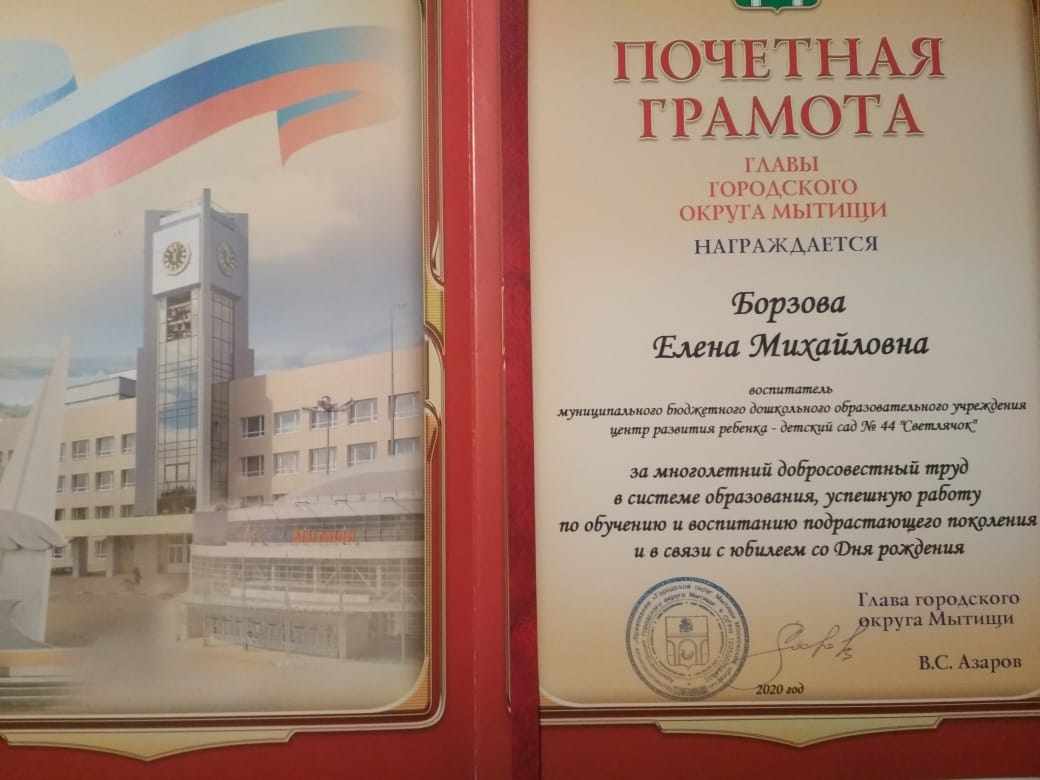 МЫТИЩИ
ПОЧЕТНАЯ
ГРАМОТА
ГЛАВЫ
ГОРОДСКОГО
ОКРУГА МЫТИЩИ
НАГРАЖДАЕТСЯ
Борзова
Елена Михайловна
воспитатель
муниципального бюджетного дошкольного образовательного учреждения
центр развития ребенка - детский сад № 44 "Светлячок"
за многолетний добросовестный труд
в системе образования, успешную работу
по обучению и воспитанию подрастающего поколения
и в связи с юбилеем со Дня рождения
Глава городского
округа Мытищи
В.С. Азаров
2020 год